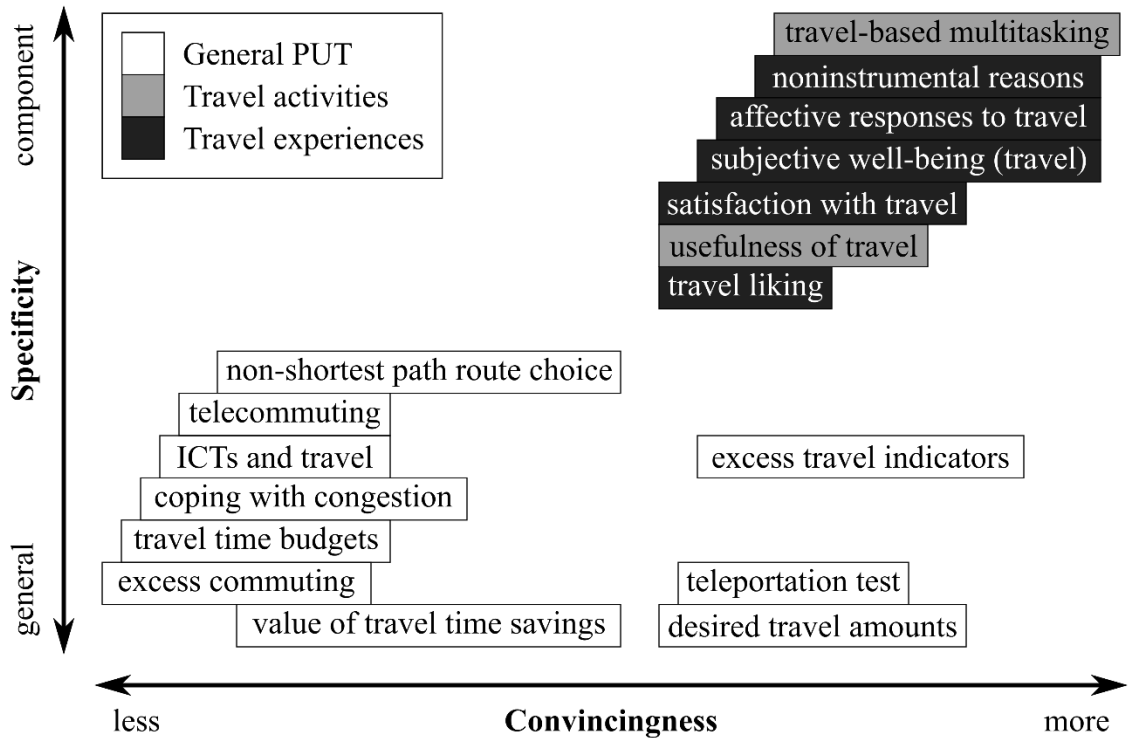 component
Specificity
general
General PUT
Travel activities
Travel experiences
travel-based multitasking
noninstrumental reasons
affective responses to travel
subjective well-being (travel)
satisfaction with travel
usefulness of travel
travel liking
non-shortest path route choice
telecommuting
ICTs and travel
excess travel indicators
coping with congestion
travel time budgets
excess commuting
teleportation test
value of travel time savings
desired travel amounts
less
Convincingness
more